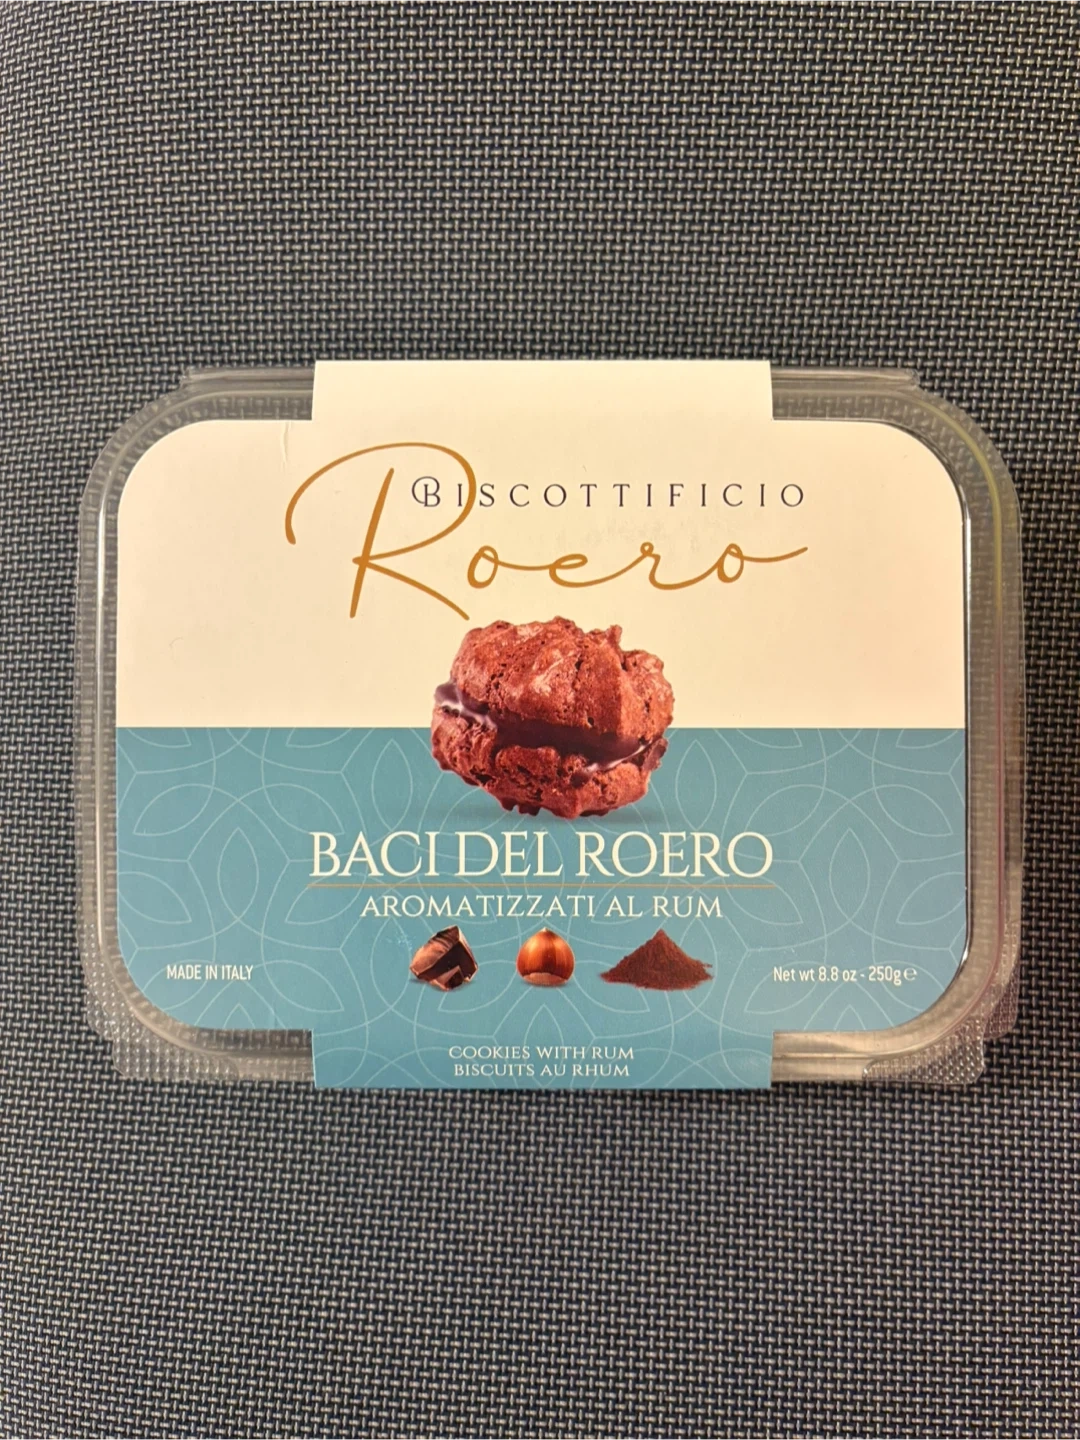 BISCOTTIFICIO
Roero
BACI DEL ROERO
AROMATIZZATI AL RUM
MADE IN ITALY
Net wt 8.8 oz - 250g ℮
COOKIES WITH RUM
BISCUITS AU RHUM